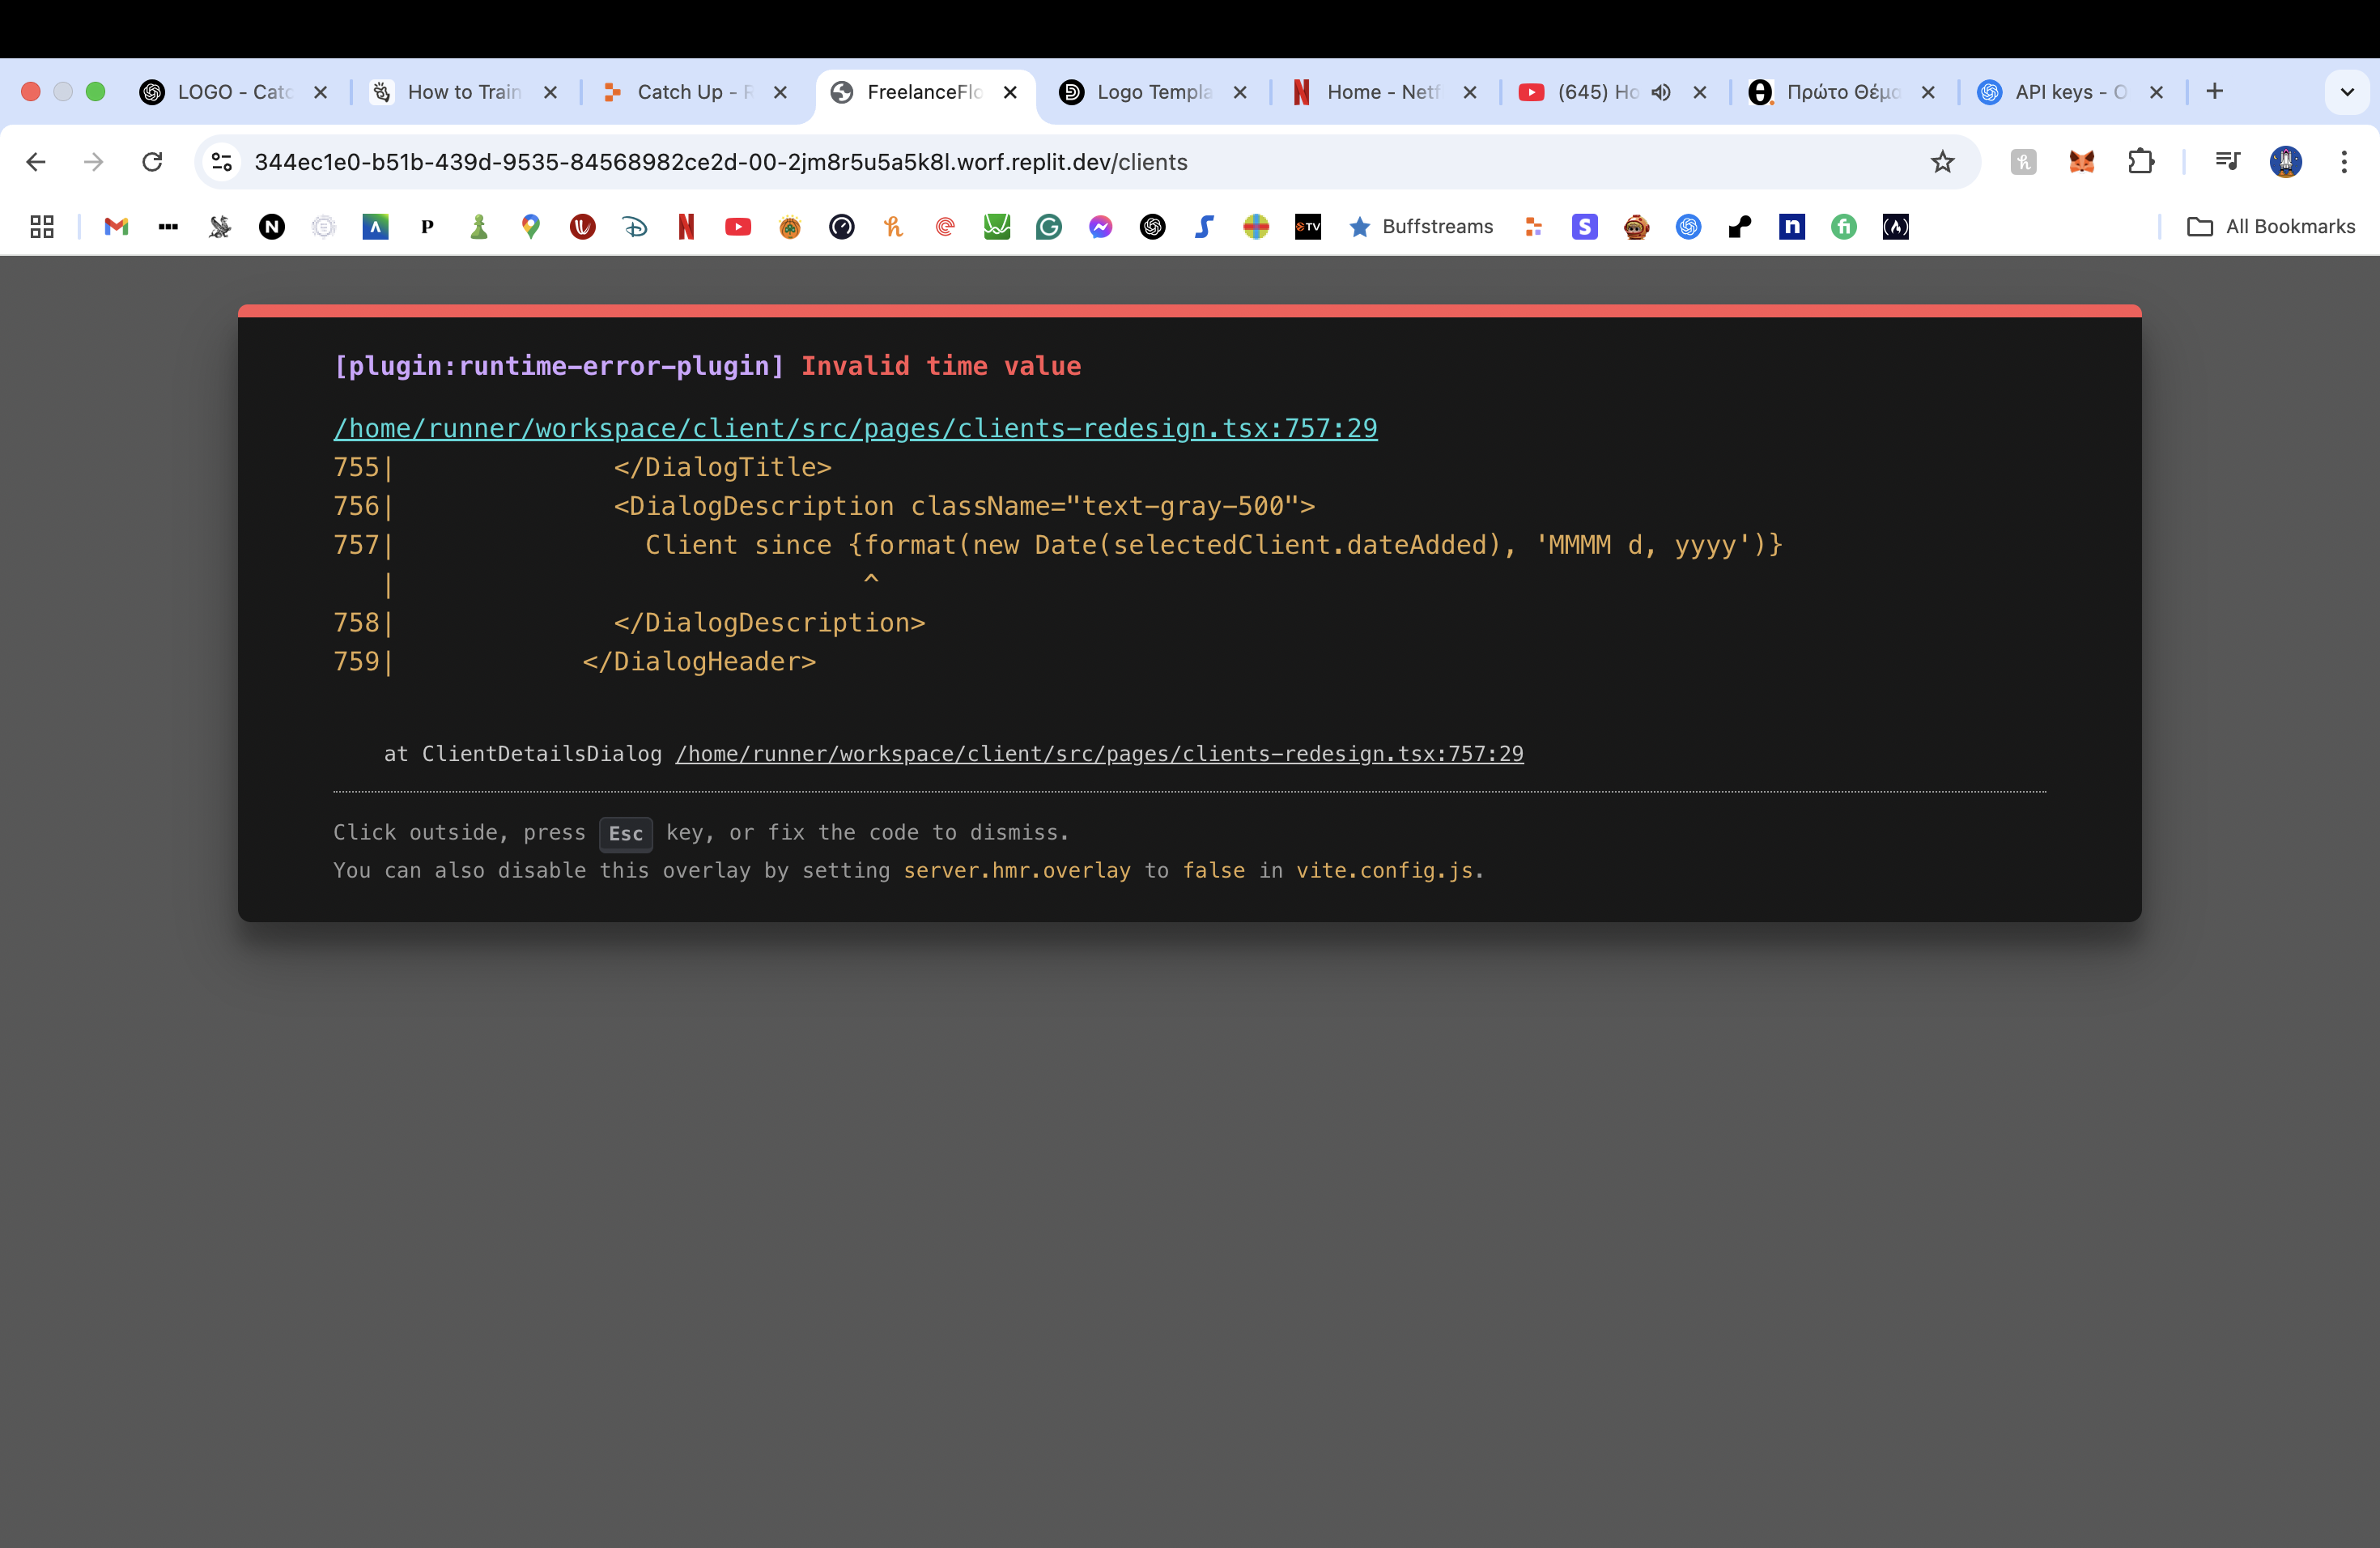 LOGO - Catc
How to Train
Catch Up - R
FreelanceFlo
Logo Templa
Home - Netf
(645) Ho
Πρώτο Θέμα
API keys - O
344ec1e0-b51b-439d-9535-84568982ce2d-00-2jm8r5u5a5k8l.worf.replit.dev/clients
Buffstreams
All Bookmarks
[plugin:runtime-error-plugin] Invalid time value
/home/runner/workspace/client/src/pages/clients-redesign.tsx:757:29
755|              </DialogTitle>
756|              <DialogDescription className="text-gray-500">
757|                Client since {format(new Date(selectedClient.dateAdded), 'MMMM d, yyyy')}
   |                              ^
758|              </DialogDescription>
759|            </DialogHeader>
at ClientDetailsDialog /home/runner/workspace/client/src/pages/clients-redesign.tsx:757:29
Click outside, press Esc key, or fix the code to dismiss.
You can also disable this overlay by setting server.hmr.overlay to false in vite.config.js.